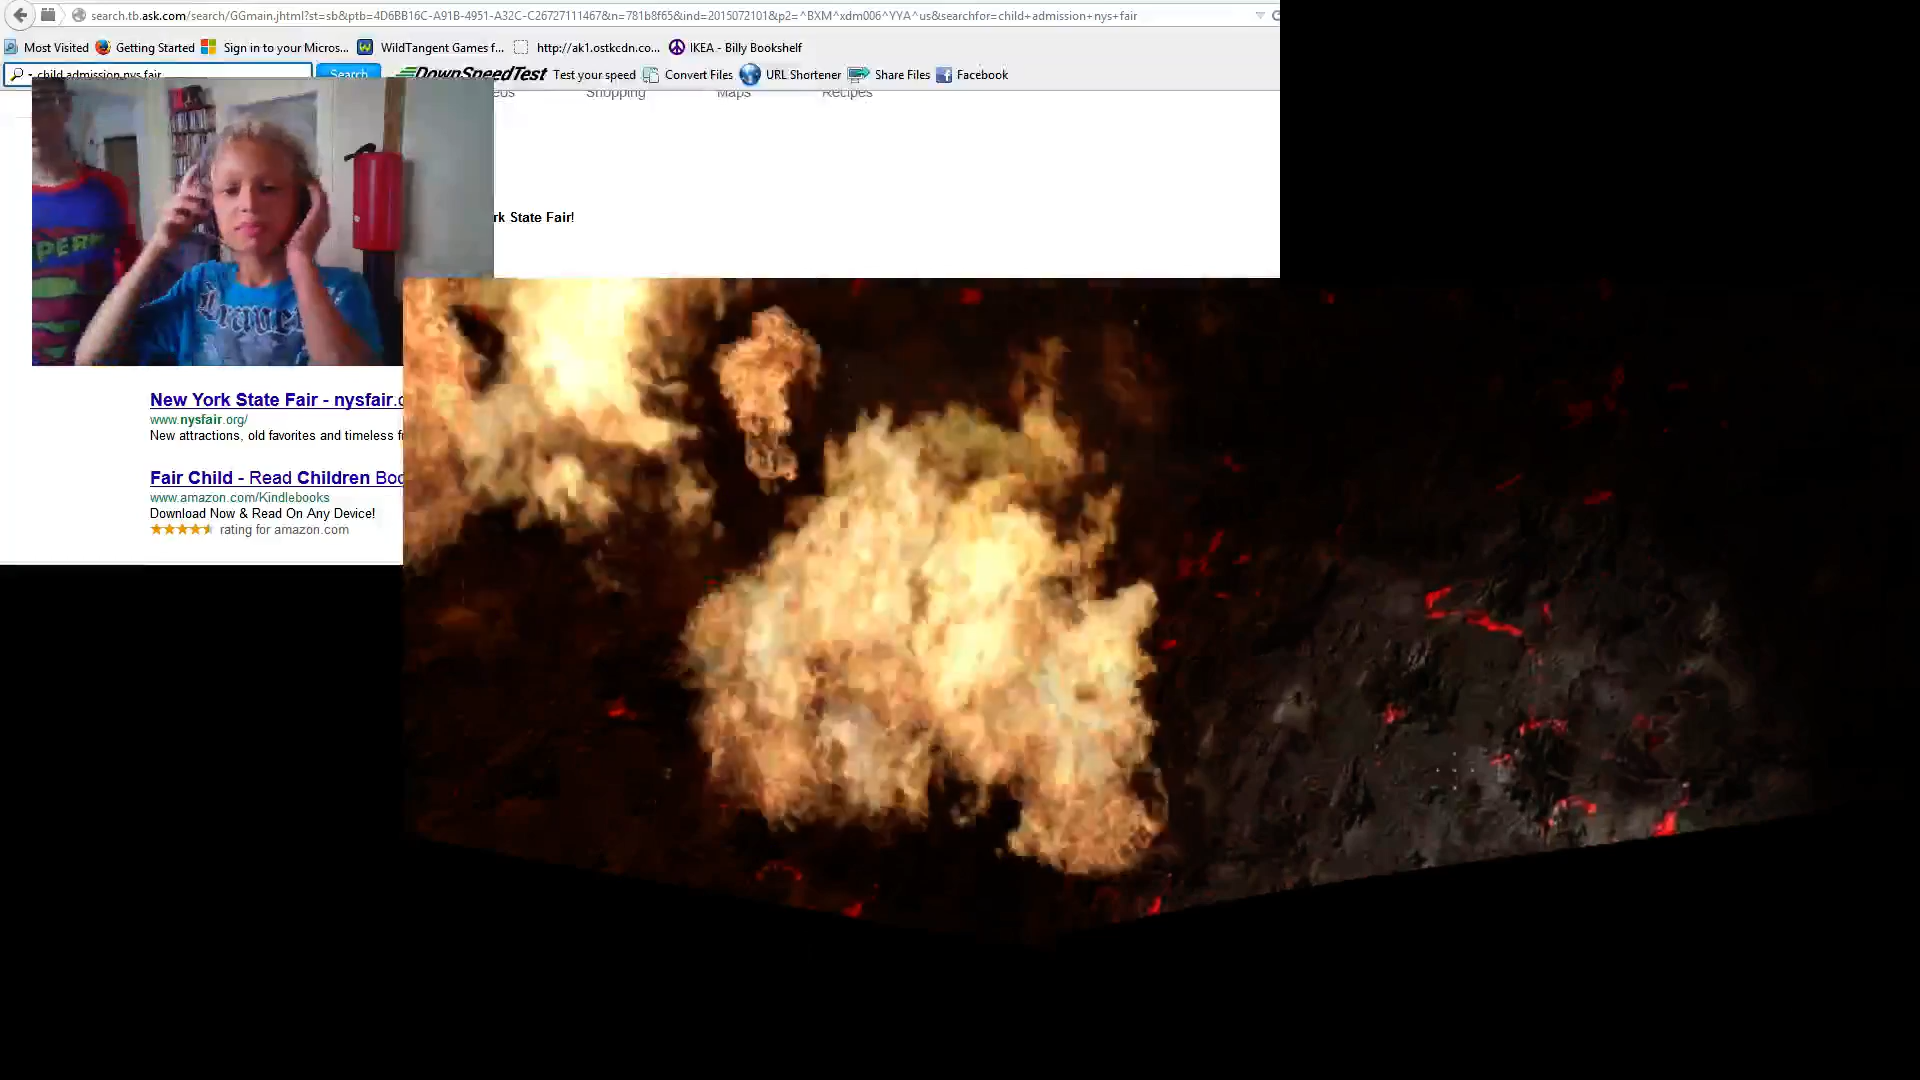 search.tb.ask.com/search/GGmain.jhtml?st=sb&ptb=4D6BB16C-A91B-4951-A32C-C26727111467&n=781b8f65&ind=2015072101&p2=^BXM^xdm006^YYA^us&searchfor=child+admission+nys+fair
Most Visited Getting Started Sign in to your Micros... WildTangent Games f... http://ak1.ostkcdn.co... IKEA - Billy Bookshelf
child admission nys fair Search DownSpeedTest Test your speed Convert Files URL Shortener Share Files Facebook
Shopping Maps Recipes
rk State Fair!
New York State Fair - nysfair.
www.nysfair.org/
New attractions, old favorites and timeless
Fair Child - Read Children Boo
www.amazon.com/Kindlebooks
Download Now & Read On Any Device!
rating for amazon.com